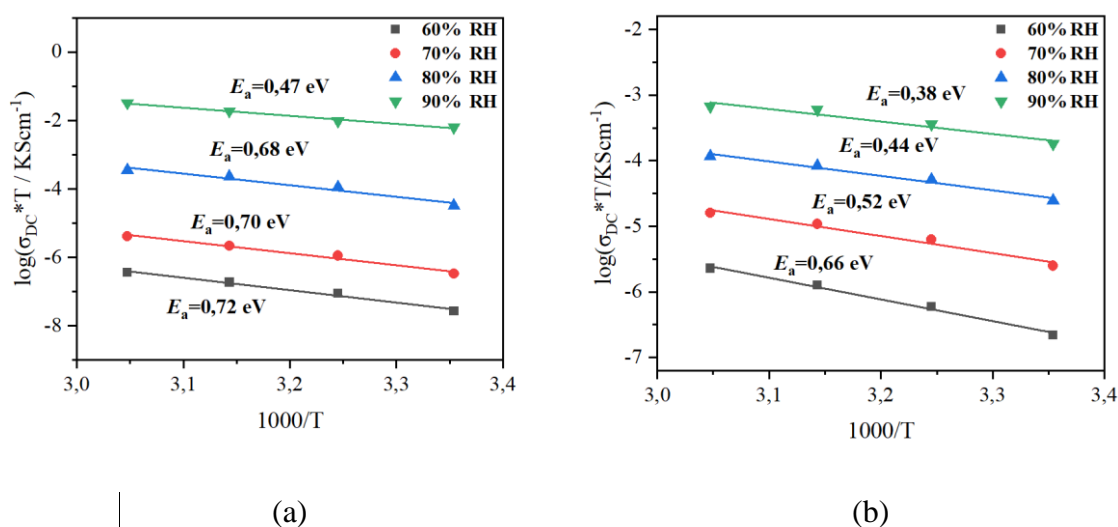 60% RH
70% RH
80% RH
90% RH
Eₐ=0,47 eV
Eₐ=0,68 eV
Eₐ=0,70 eV
Eₐ=0,72 eV
log(σ_DC*T / KScm⁻¹)
0
-2
-4
-6
-8
3,0 3,1 3,2 3,3 3,4
1000/T
(a)
60% RH
70% RH
80% RH
90% RH
Eₐ=0,38 eV
Eₐ=0,44 eV
Eₐ=0,52 eV
Eₐ=0,66 eV
log(σ_DC*T/KScm⁻¹)
-2
-3
-4
-5
-6
-7
3,0 3,1 3,2 3,3 3,4
1000/T
(b)